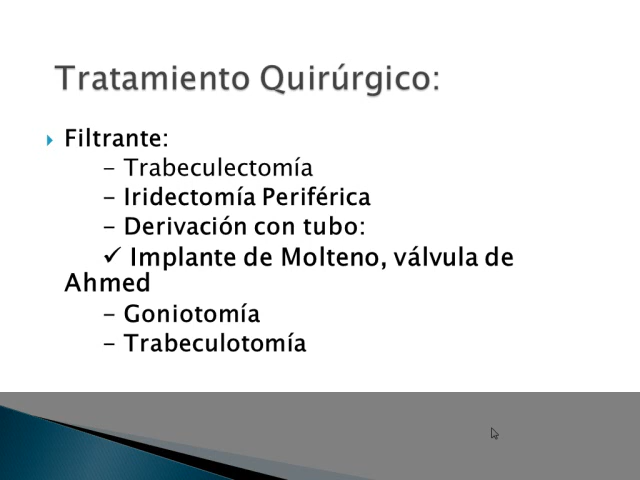 Tratamiento Quirúrgico:
Filtrante:
- Trabeculectomía
- Iridectomía Periférica
- Derivación con tubo:
✓ Implante de Molteno, válvula de
Ahmed
- Goniotomía
- Trabeculotomía